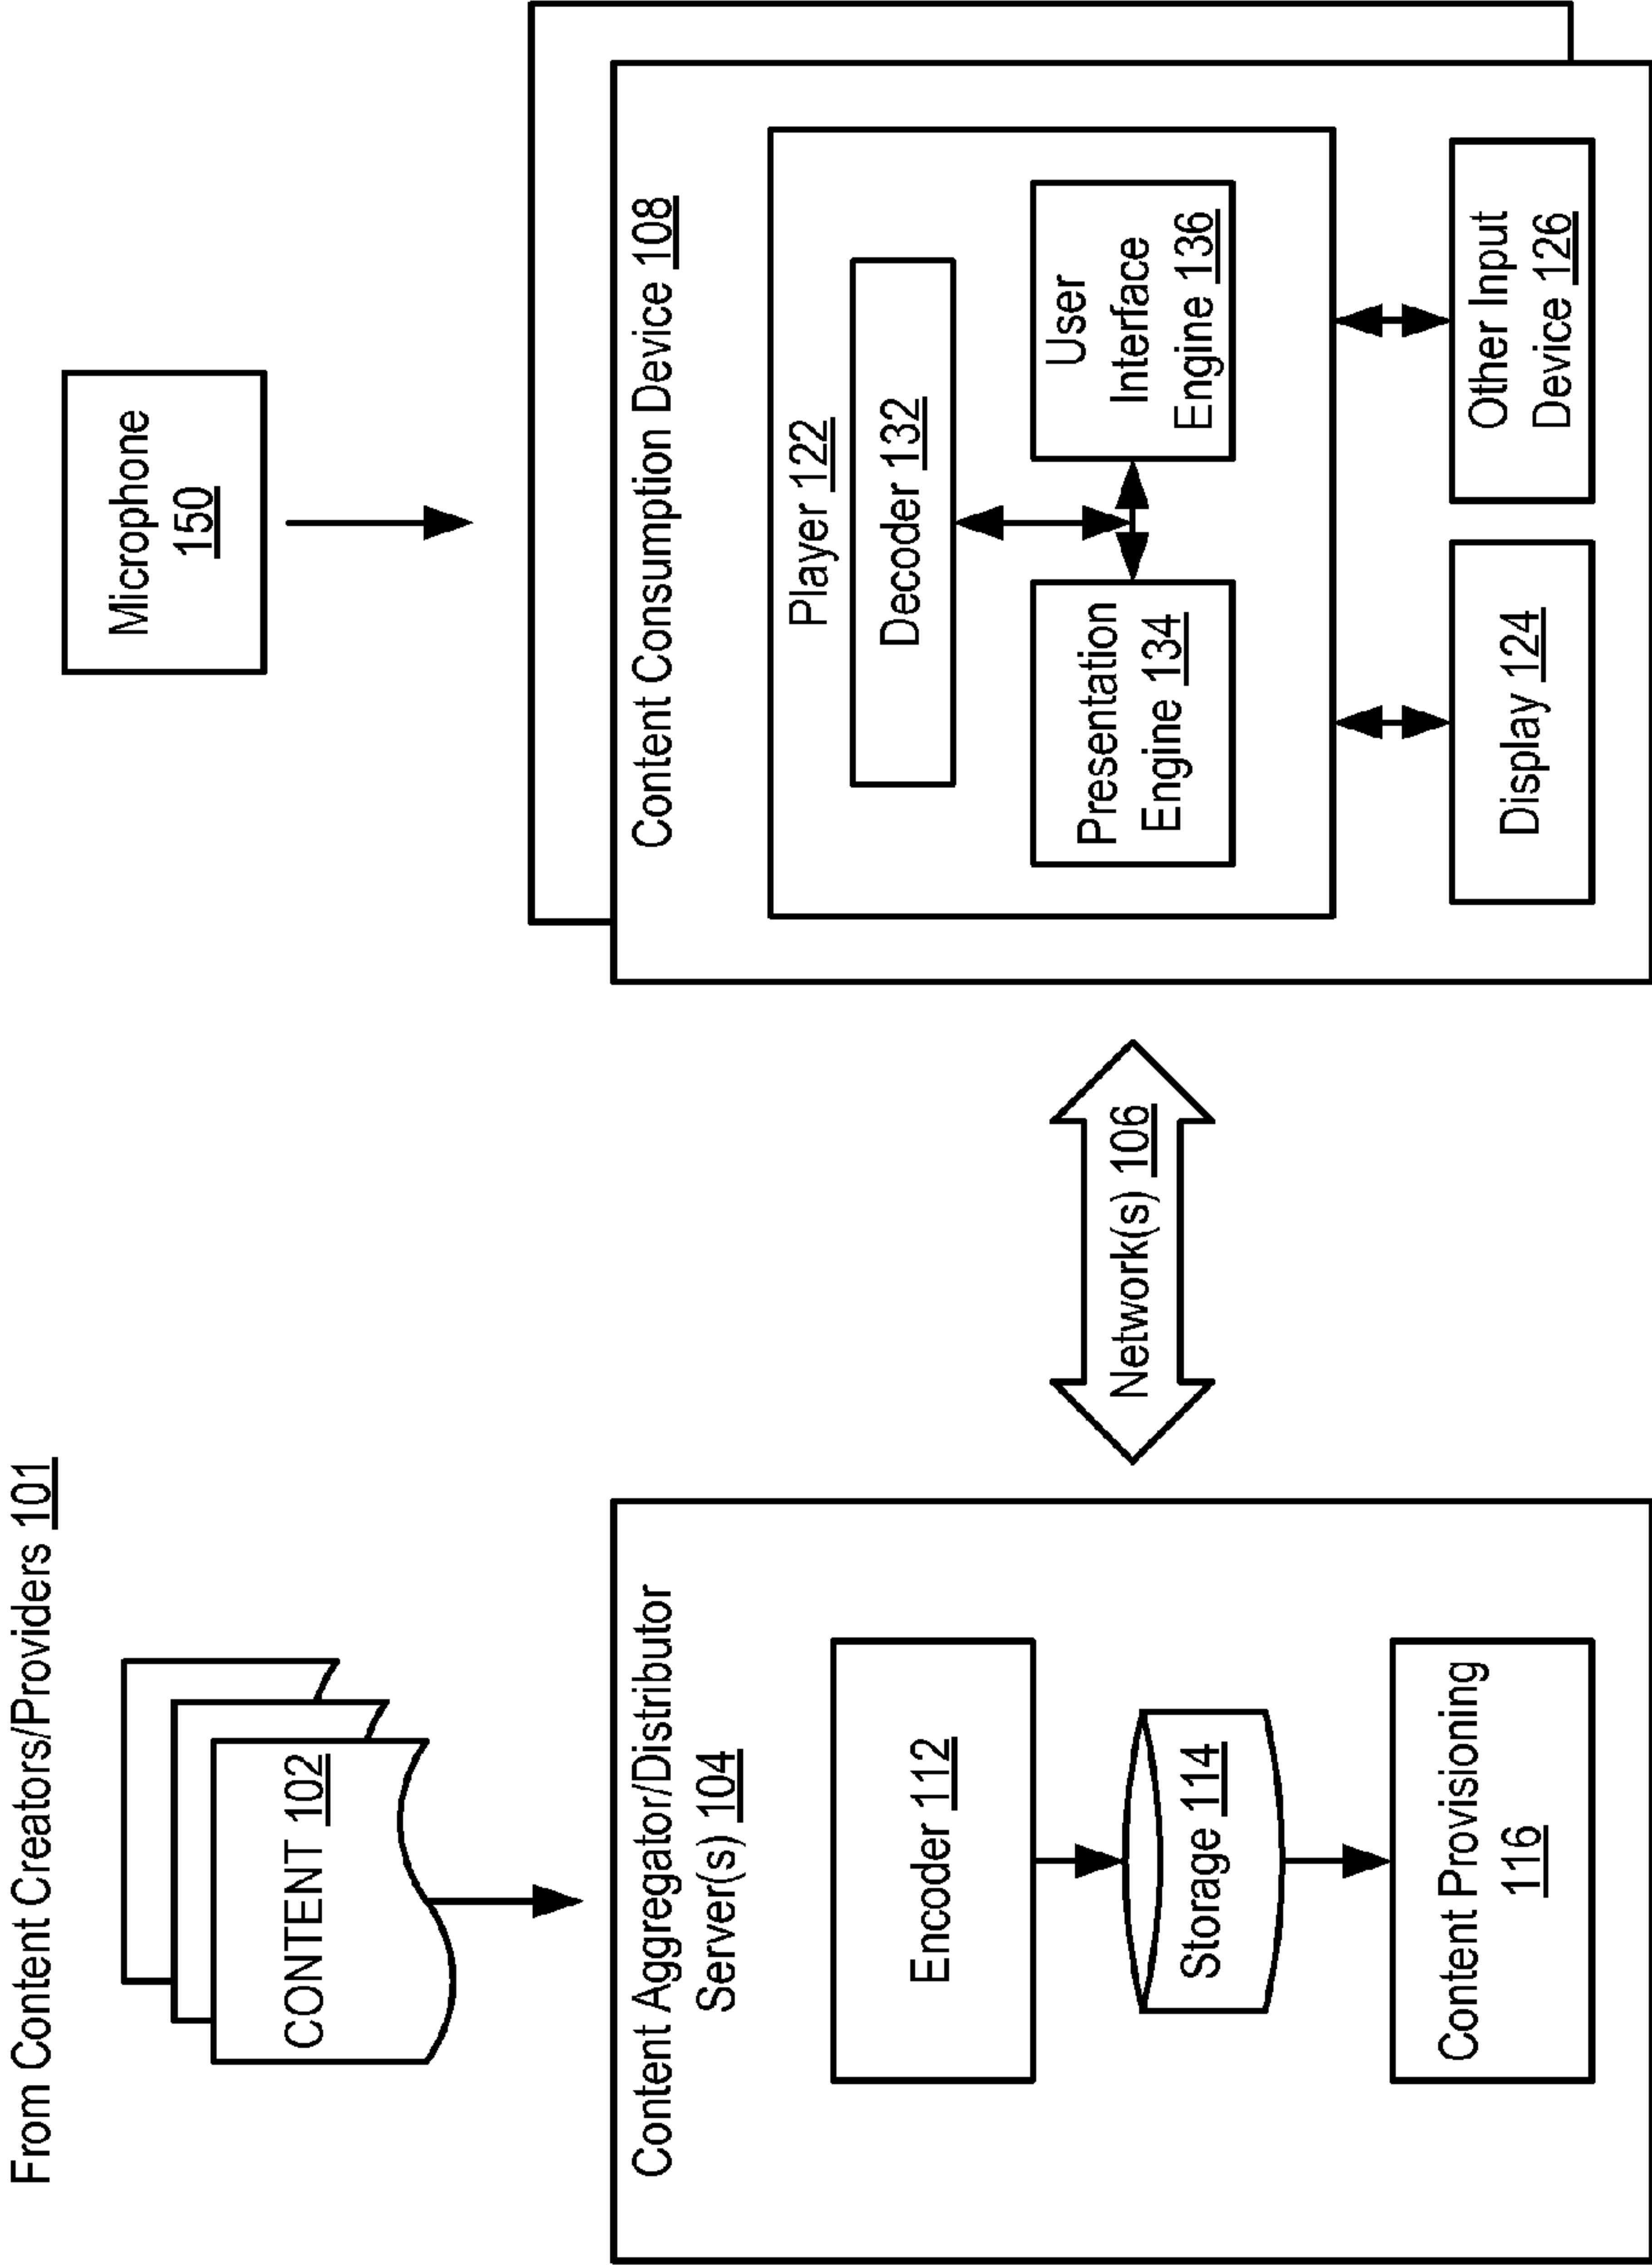 From Content Creators/Providers 101
CONTENT 102
Content Aggregator/Distributor
Server(s) 104
Encoder 112
Storage 114
Content Provisioning
116
Network(s) 106
Microphone
150
Content Consumption Device 108
Player 122
Decoder 132
Presentation
Engine 134
User
Interface
Engine 136
Display 124
Other Input
Device 126